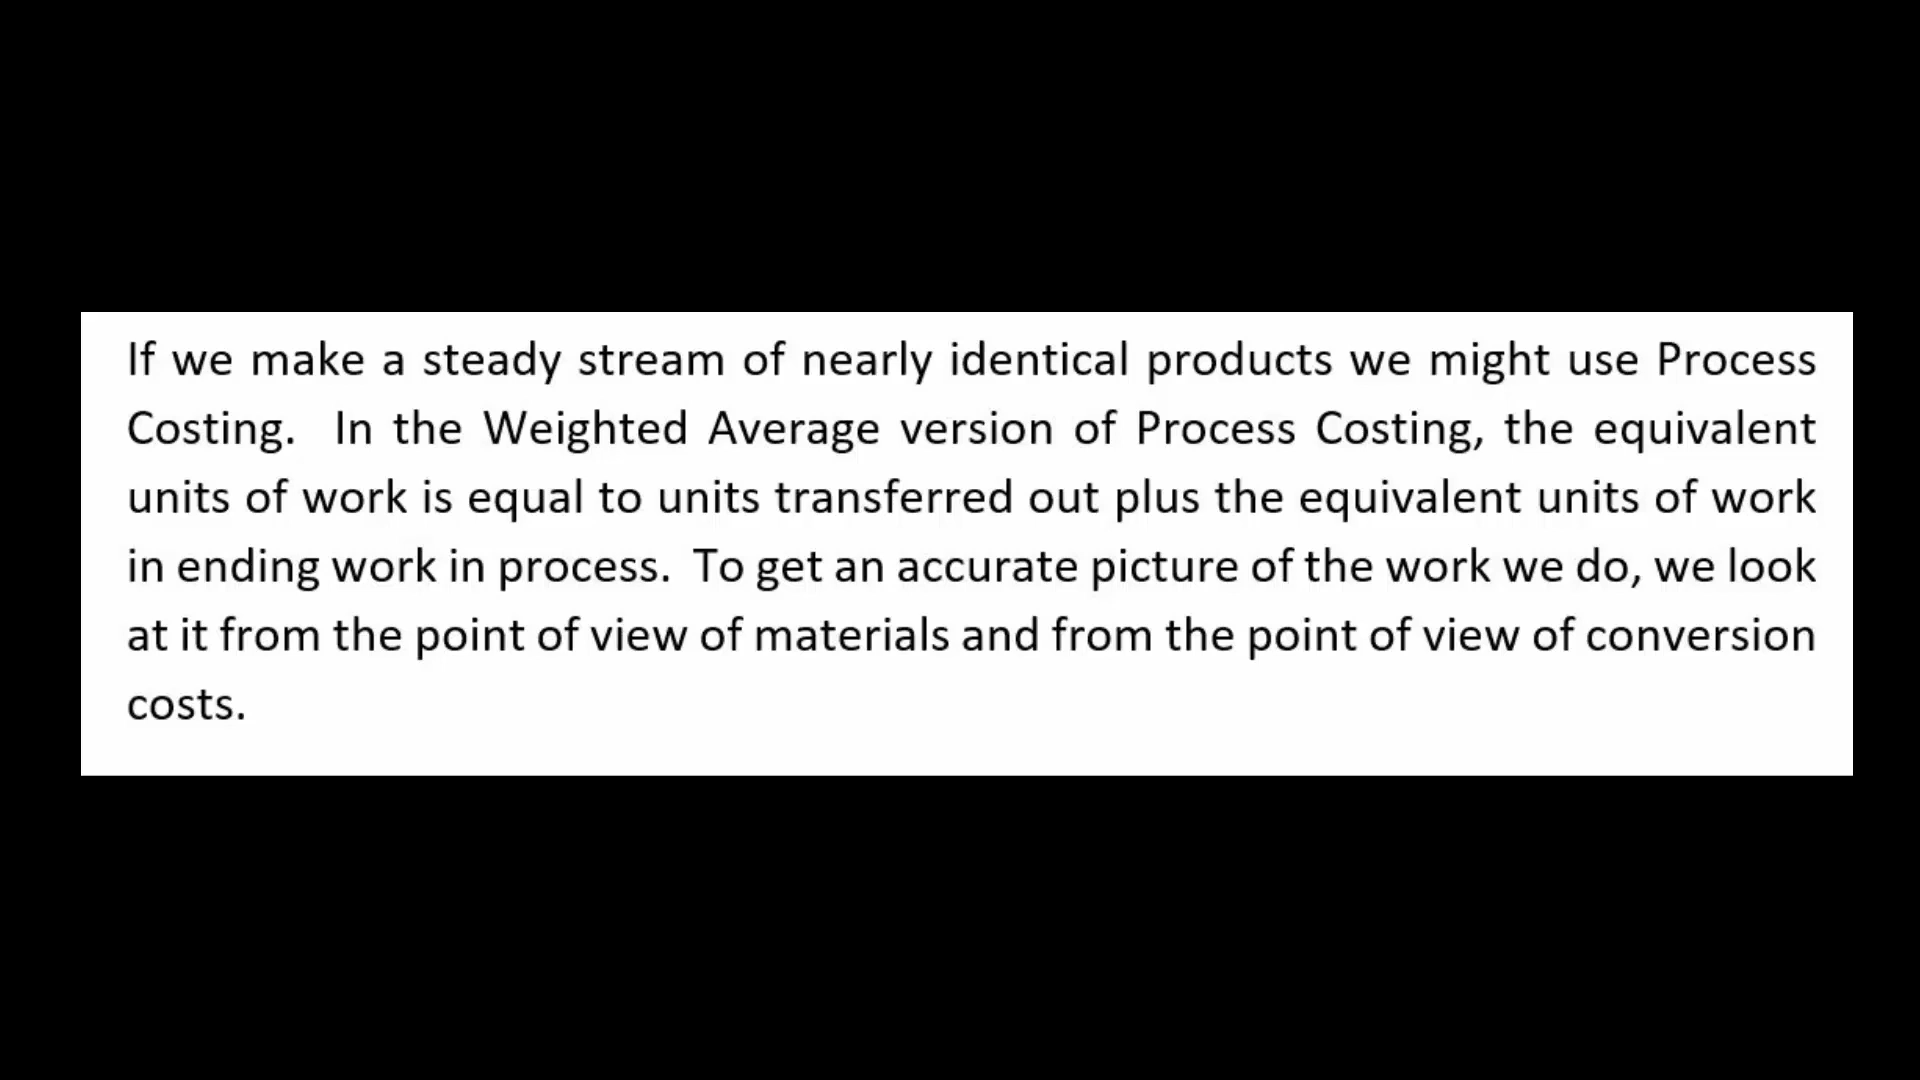 If we make a steady stream of nearly identical products we might use Process
Costing.  In the Weighted Average version of Process Costing, the equivalent
units of work is equal to units transferred out plus the equivalent units of work
in ending work in process.  To get an accurate picture of the work we do, we look
at it from the point of view of materials and from the point of view of conversion
costs.